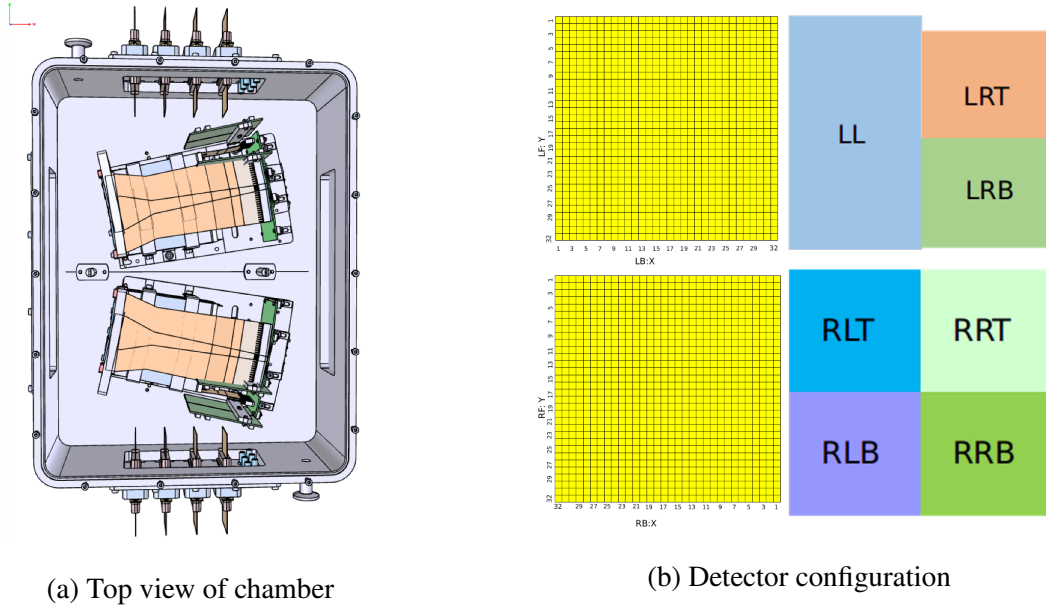 1
3
5
7
9
11
13
15
17
19
21
23
25
27
29
32
LF: Y
1 3 5 7 9 11 13 15 17 19 21 23 25 27 29 32
LB:X
LL
LRT
LRB
1
3
5
7
9
11
13
15
17
19
21
23
25
27
29
32
RF: Y
32 29 27 25 23 21 19 17 15 13 11 9 7 5 3 1
RB:X
RLT
RRT
RLB
RRB
(a) Top view of chamber
(b) Detector configuration